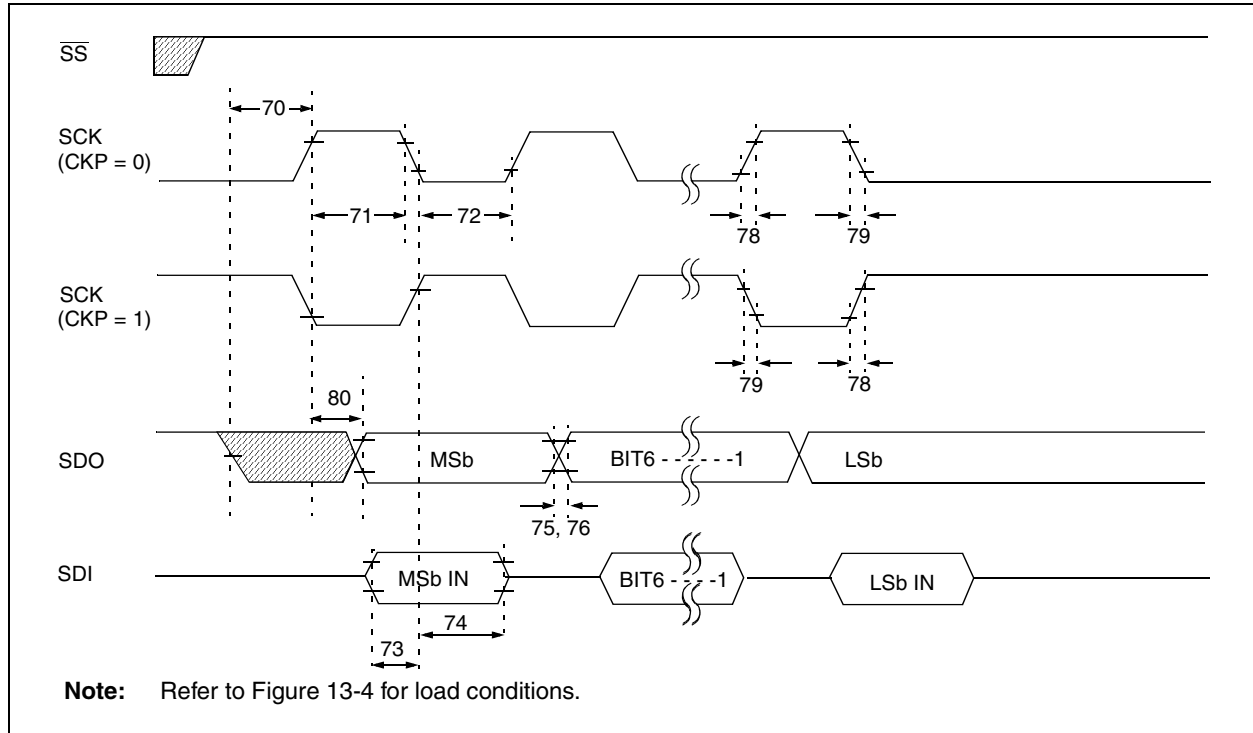 SS
70
SCK
(CKP = 0)
71
72
78
79
SCK
(CKP = 1)
79
78
80
SDO
MSb
BIT6 - - - - - -1
LSb
75, 76
SDI
MSb IN
BIT6 - - - - -1
LSb IN
74
73
Note: Refer to Figure 13-4 for load conditions.